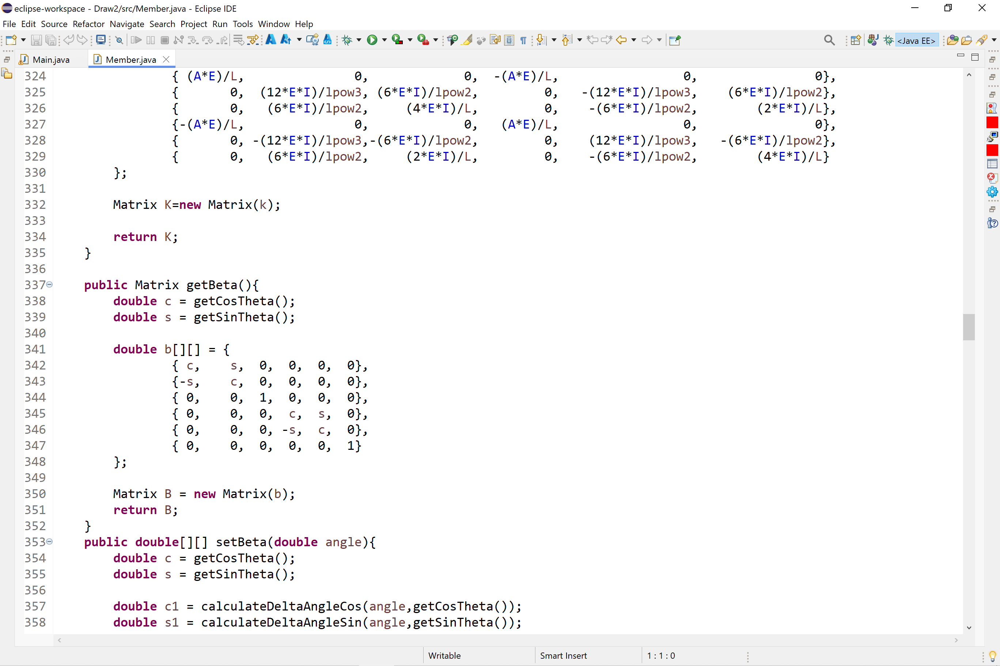 eclipse-workspace - Draw2/src/Member.java - Eclipse IDE
File Edit Source Refactor Navigate Search Project Run Tools Window Help
<Java EE>
Main.java Member.java
324 { (A*E)/L, 0, 0, -(A*E)/L, 0, 0},
325 { 0, (12*E*I)/lpow3, (6*E*I)/lpow2, 0, -(12*E*I)/lpow3, (6*E*I)/lpow2},
326 { 0, (6*E*I)/lpow2, (4*E*I)/L, 0, -(6*E*I)/lpow2, (2*E*I)/L},
327 {-(A*E)/L, 0, 0, (A*E)/L, 0, 0},
328 { 0, -(12*E*I)/lpow3,-(6*E*I)/lpow2, 0, (12*E*I)/lpow3, -(6*E*I)/lpow2},
329 { 0, (6*E*I)/lpow2, (2*E*I)/L, 0, -(6*E*I)/lpow2, (4*E*I)/L}
330 };
331
332 Matrix K=new Matrix(k);
333
334 return K;
335 }
336
337 public Matrix getBeta(){
338 double c = getCosTheta();
339 double s = getSinTheta();
340
341 double b[][] = {
342 { c, s, 0, 0, 0, 0},
343 {-s, c, 0, 0, 0, 0},
344 { 0, 0, 1, 0, 0, 0},
345 { 0, 0, 0, c, s, 0},
346 { 0, 0, 0, -s, c, 0},
347 { 0, 0, 0, 0, 0, 1}
348 };
349
350 Matrix B = new Matrix(b);
351 return B;
352 }
353 public double[][] setBeta(double angle){
354 double c = getCosTheta();
355 double s = getSinTheta();
356
357 double c1 = calculateDeltaAngleCos(angle,getCosTheta());
358 double s1 = calculateDeltaAngleSin(angle,getSinTheta());
Writable Smart Insert 1 : 1 : 0